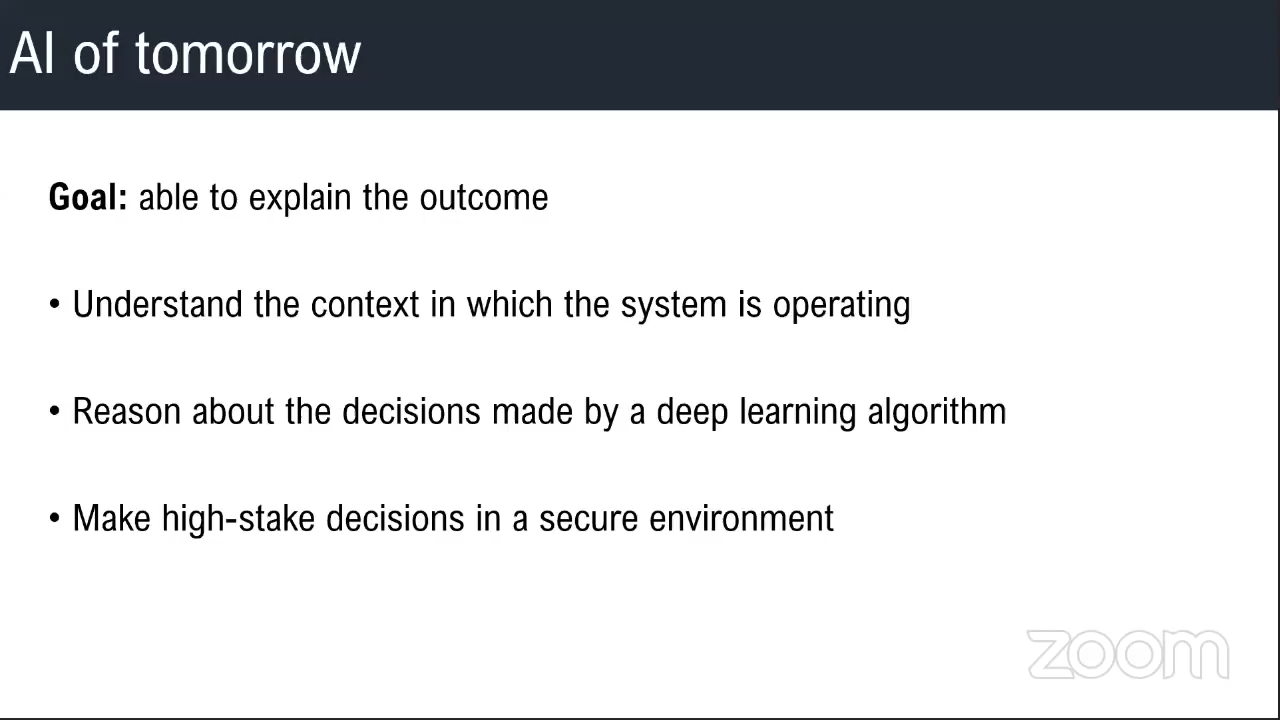 AI of tomorrow
Goal: able to explain the outcome
• Understand the context in which the system is operating
• Reason about the decisions made by a deep learning algorithm
• Make high-stake decisions in a secure environment
zoom